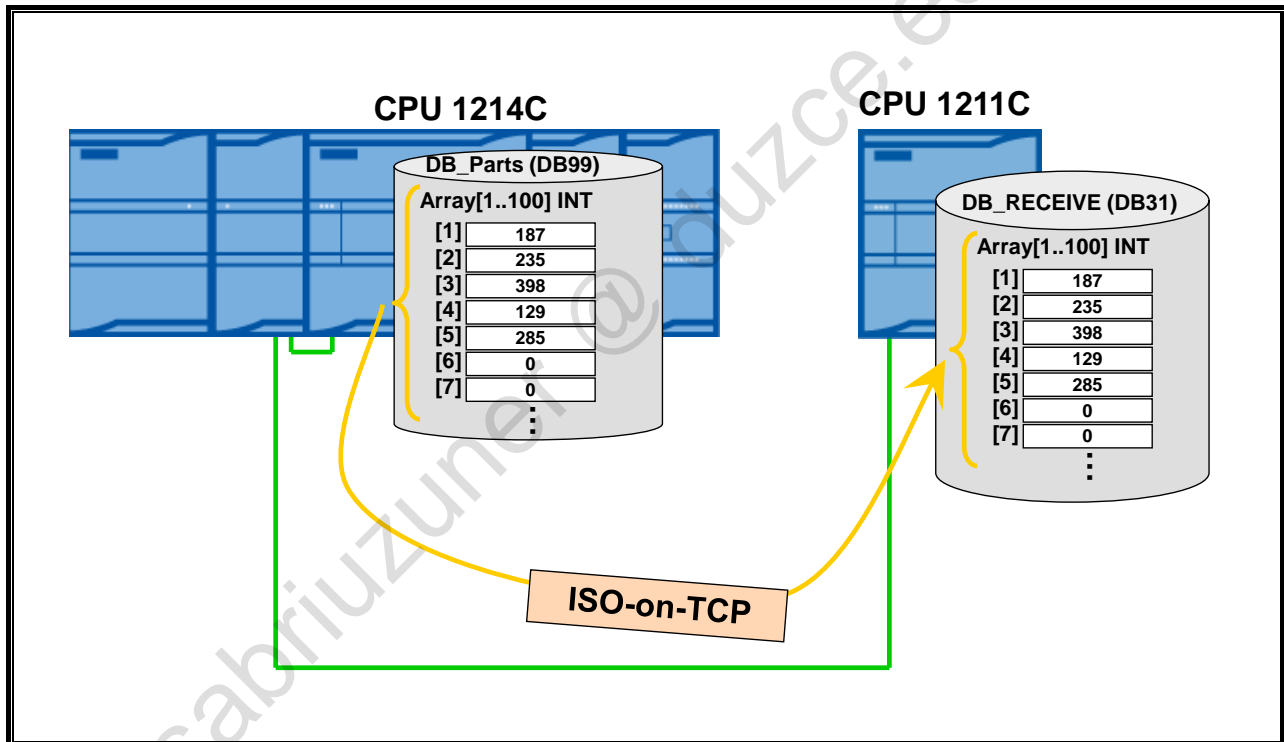 CPU 1214C
DB_Parts (DB99)
Array[1..100] INT
[1] 187
[2] 235
[3] 398
[4] 129
[5] 285
[6] 0
[7] 0
⋮
CPU 1211C
DB_RECEIVE (DB31)
Array[1..100] INT
[1] 187
[2] 235
[3] 398
[4] 129
[5] 285
[6] 0
[7] 0
⋮
ISO-on-TCP
sabriuzuner @ duzce.e